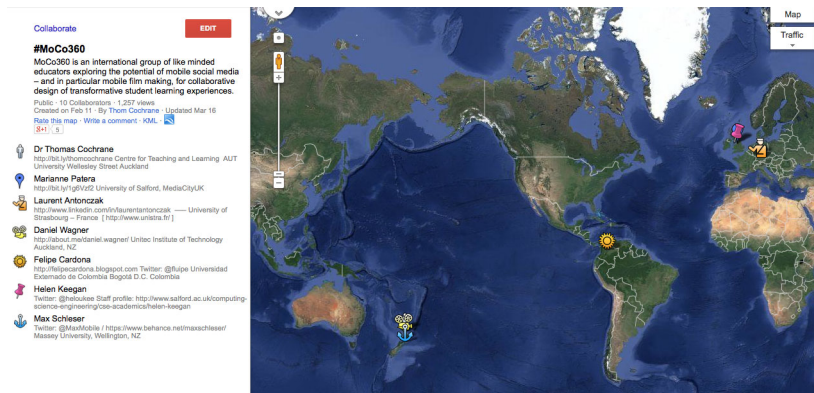 Collaborate
EDIT
#MoCo360
MoCo360 is an international group of like minded
educators exploring the potential of mobile social media
– and in particular mobile film making, for collaborative
design of transformative student learning experiences.
Public · 10 Collaborators · 1,257 views
Created on Feb 11 · By Thom Cochrane · Updated Mar 16
Rate this map · Write a comment · KML ·
g+1 5
Dr Thomas Cochrane
http://bit.ly/thomcochrane Centre for Teaching and Learning AUT
University Wellesley Street Auckland
Marianne Patera
http://bit.ly/1g6Vzf2 University of Salford, MediaCityUK
Laurent Antonczak
http://www.linkedin.com/in/laurentantonczak —– University of
Strasbourg – France [ http://www.unistra.fr/ ]
Daniel Wagner
http://about.me/daniel.wagner/ Unitec Institute of Technology
Auckland, NZ
Felipe Cardona
http://felipecardona.blogspot.com Twitter: @fluipe Universidad
Externado de Colombia Bogotá D.C. Colombia
Helen Keegan
Twitter: @heloukee Staff profile: http://www.salford.ac.uk/computing-
science-engineering/cse-academics/helen-keegan
Max Schleser
Twitter: @MaxMobile / https://www.behance.net/maxschleser/
Massey University, Wellington, NZ
Map
Traffic